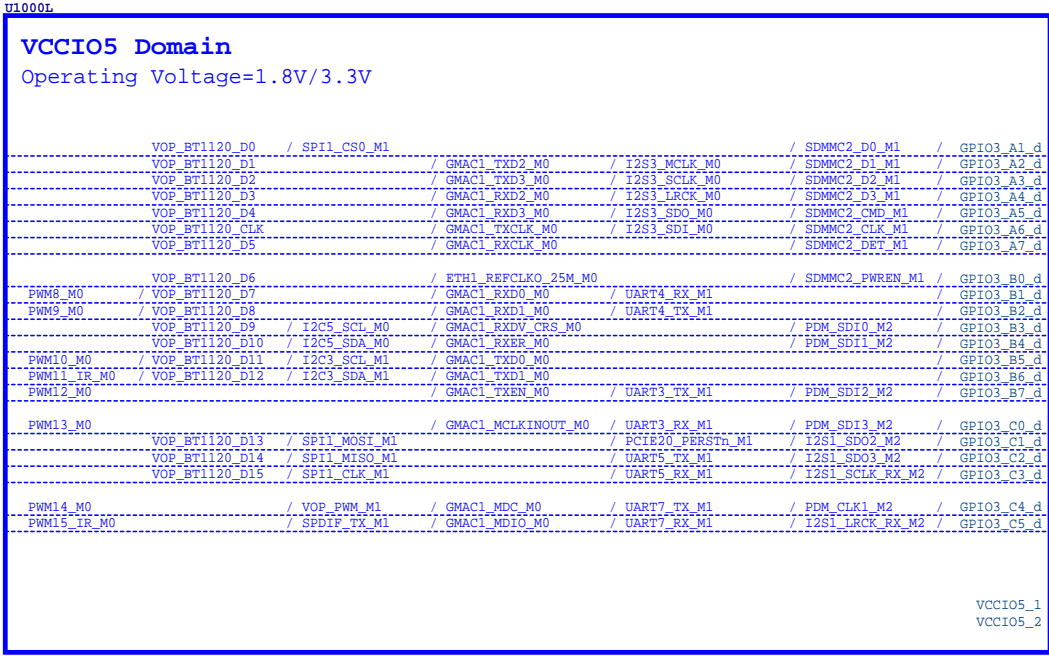 U1000L
VCCIO5 Domain
Operating Voltage=1.8V/3.3V
VOP_BT1120_D0 / SPI1_CS0_M1 / SDMMC2_D0_M1 / GPIO3_A1_d
VOP_BT1120_D1 / GMAC1_TXD2_M0 / I2S3_MCLK_M0 / SDMMC2_D1_M1 / GPIO3_A2_d
VOP_BT1120_D2 / GMAC1_TXD3_M0 / I2S3_SCLK_M0 / SDMMC2_D2_M1 / GPIO3_A3_d
VOP_BT1120_D3 / GMAC1_RXD2_M0 / I2S3_LRCK_M0 / SDMMC2_D3_M1 / GPIO3_A4_d
VOP_BT1120_D4 / GMAC1_RXD3_M0 / I2S3_SDO_M0 / SDMMC2_CMD_M1 / GPIO3_A5_d
VOP_BT1120_CLK / GMAC1_TXCLK_M0 / I2S3_SDI_M0 / SDMMC2_CLK_M1 / GPIO3_A6_d
VOP_BT1120_D5 / GMAC1_RXCLK_M0 / SDMMC2_DET_M1 / GPIO3_A7_d
VOP_BT1120_D6 / ETH1_REFCLKO_25M_M0 / SDMMC2_PWREN_M1 / GPIO3_B0_d
PWM8_M0 / VOP_BT1120_D7 / GMAC1_RXD0_M0 / UART4_RX_M1 / GPIO3_B1_d
PWM9_M0 / VOP_BT1120_D8 / GMAC1_RXD1_M0 / UART4_TX_M1 / GPIO3_B2_d
VOP_BT1120_D9 / I2C5_SCL_M0 / GMAC1_RXDV_CRS_M0 / PDM_SDI0_M2 / GPIO3_B3_d
VOP_BT1120_D10 / I2C5_SDA_M0 / GMAC1_RXER_M0 / PDM_SDI1_M2 / GPIO3_B4_d
PWM10_M0 / VOP_BT1120_D11 / I2C3_SCL_M1 / GMAC1_TXD0_M0 / GPIO3_B5_d
PWM11_IR_M0 / VOP_BT1120_D12 / I2C3_SDA_M1 / GMAC1_TXD1_M0 / GPIO3_B6_d
PWM12_M0 / GMAC1_TXEN_M0 / UART3_TX_M1 / PDM_SDI2_M2 / GPIO3_B7_d
PWM13_M0 / GMAC1_MCLKINOUT_M0 / UART3_RX_M1 / PDM_SDI3_M2 / GPIO3_C0_d
VOP_BT1120_D13 / SPI1_MOSI_M1 / PCIE20_PERSTn_M1 / I2S1_SDO2_M2 / GPIO3_C1_d
VOP_BT1120_D14 / SPI1_MISO_M1 / UART5_TX_M1 / I2S1_SDO3_M2 / GPIO3_C2_d
VOP_BT1120_D15 / SPI1_CLK_M1 / UART5_RX_M1 / I2S1_SCLK_RX_M2 / GPIO3_C3_d
PWM14_M0 / VOP_PWM_M1 / GMAC1_MDC_M0 / UART7_TX_M1 / PDM_CLK1_M2 / GPIO3_C4_d
PWM15_IR_M0 / SPDIF_TX_M1 / GMAC1_MDIO_M0 / UART7_RX_M1 / I2S1_LRCK_RX_M2 / GPIO3_C5_d
VCCIO5_1
VCCIO5_2